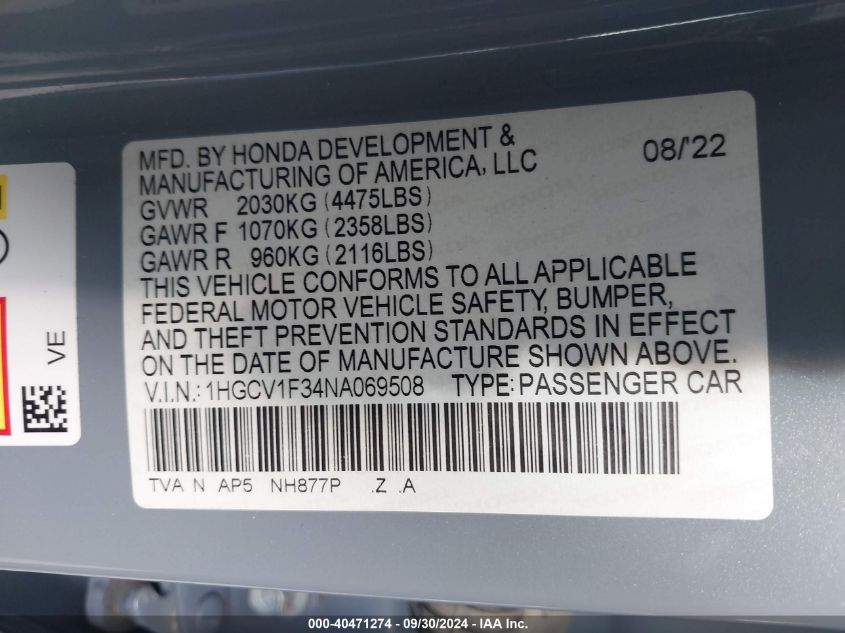 MFD. BY HONDA DEVELOPMENT &
MANUFACTURING OF AMERICA, LLC 08/'22
GVWR 2030KG (4475LBS)
GAWR F 1070KG (2358LBS)
GAWR R 960KG (2116LBS)
THIS VEHICLE CONFORMS TO ALL APPLICABLE
FEDERAL MOTOR VEHICLE SAFETY, BUMPER,
AND THEFT PREVENTION STANDARDS IN EFFECT
ON THE DATE OF MANUFACTURE SHOWN ABOVE.
V.I.N.: 1HGCV1F34NA069508 TYPE: PASSENGER CAR
TVA N AP5 NH877P .Z .A
VE
000-40471274 - 09/30/2024 - IAA Inc.